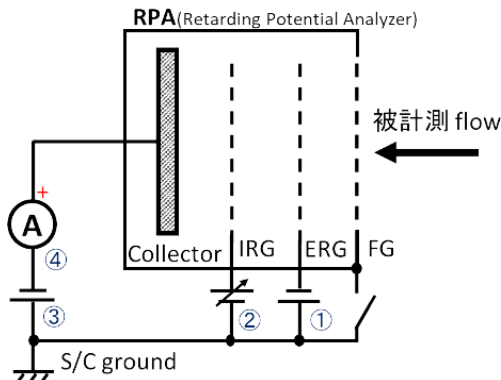 RPA(Retarding Potential Analyzer)
被計測 flow
+
A
Collector IRG ERG FG
④
③
② ①
S/C ground